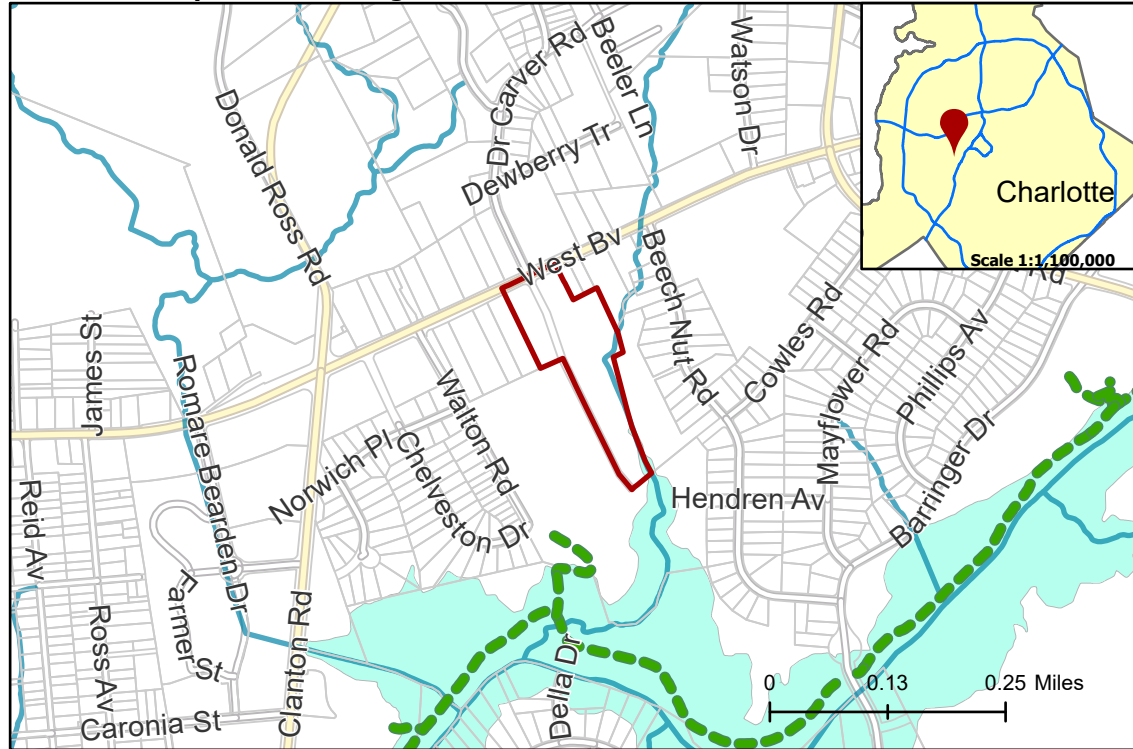 Donald Ross Rd
Dr Carver Rd
Beeler Ln
Watson Dr
Dewberry Tr
West Bv
Beech Nut Rd
Charlotte
Scale 1:1,100,000
Rd
James St
Romare Bearden Dr
Walton Rd
Norwich Pl
Chelveston Dr
Cowles Rd
Mayflower Rd
Phillips Av
Barringer Dr
Hendren Av
Reid Av
Ross Av
Farmer St
Caronia St
Clanton Rd
Della Dr
0 0.13 0.25 Miles